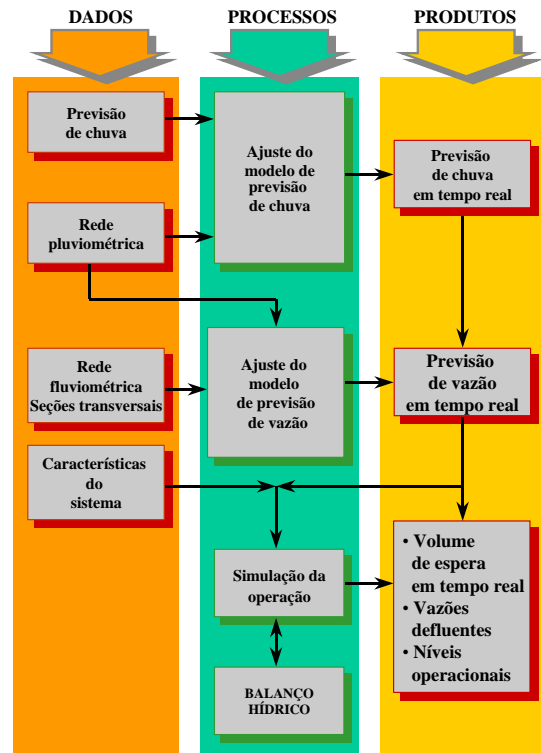 DADOS
PROCESSOS
PRODUTOS
Previsão
de chuva
Rede
pluviométrica
Rede
fluviométrica
Seções transversais
Características
do
sistema
Ajuste do
modelo de
previsão
de chuva
Ajuste do
modelo
de previsão
de vazão
Simulação da
operação
BALANÇO
HÍDRICO
Previsão
de chuva
em tempo real
Previsão
de vazão
em tempo real
• Volume
de espera
em tempo real
• Vazões
defluentes
• Níveis
operacionais